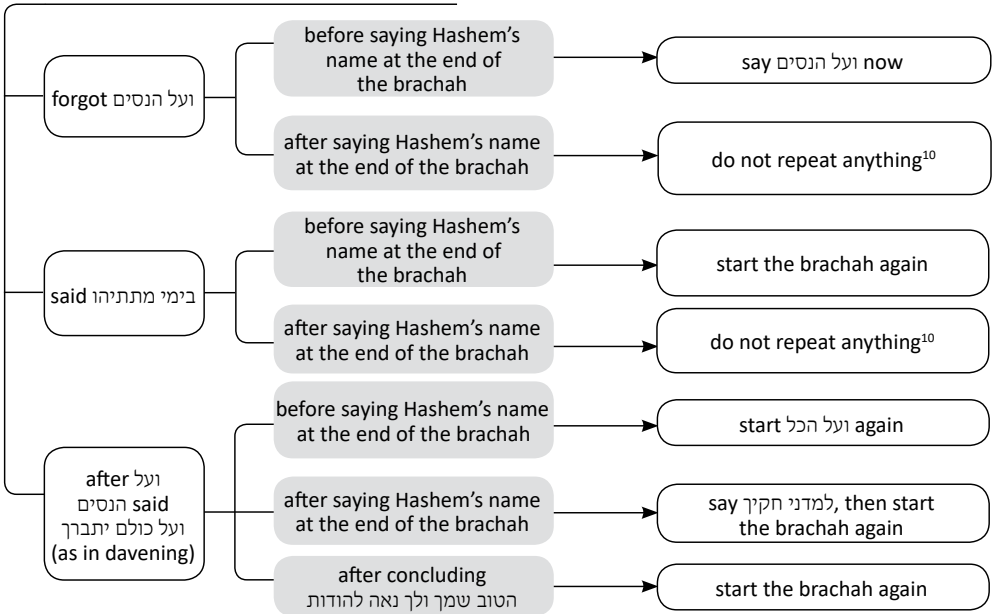 forgot ועל הנסים
before saying Hashem’s
name at the end of
the brachah
say ועל הנסים now
after saying Hashem’s name
at the end of the brachah
do not repeat anything¹⁰
said בימי מתתיהו
before saying Hashem’s
name at the end of
the brachah
start the brachah again
after saying Hashem’s name
at the end of the brachah
do not repeat anything¹⁰
after ועל
הנסים said
ועל כולם יתברך
(as in davening)
before saying Hashem’s name
at the end of the brachah
start ועל הכל again
after saying Hashem’s name
at the end of the brachah
say למדני חקיך, then start
the brachah again
after concluding
הטוב שמך ולך נאה להודות
start the brachah again